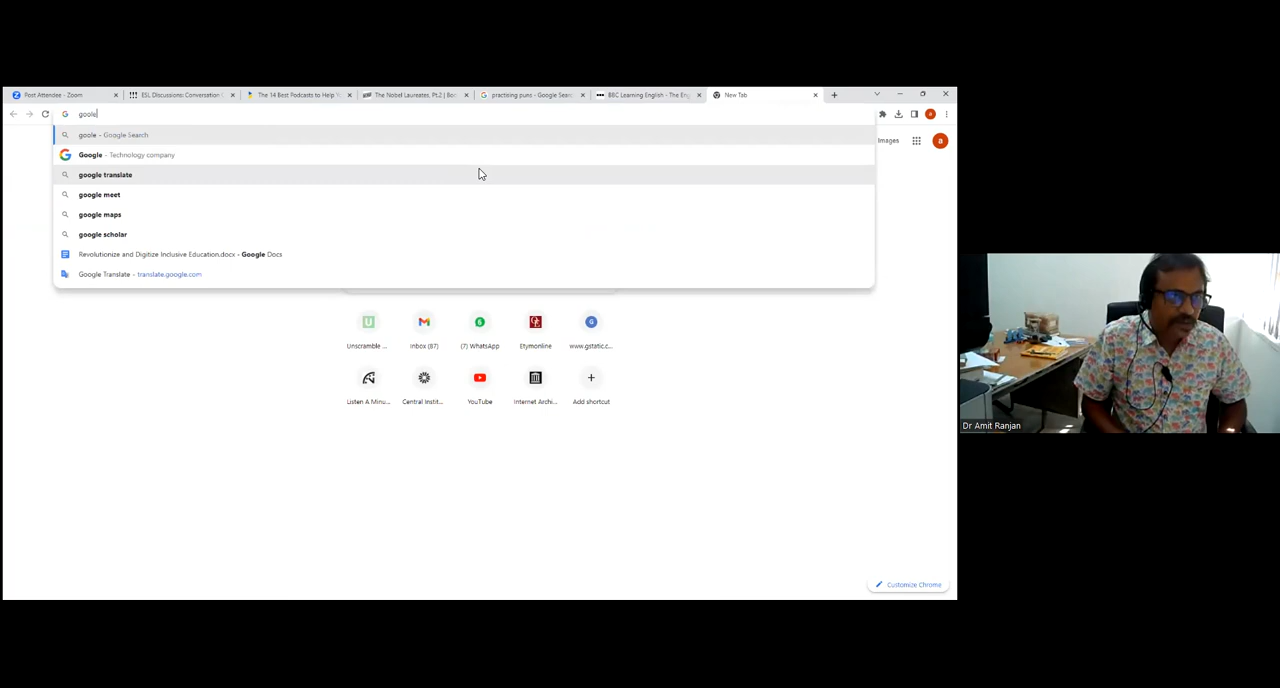 Post Attendee - Zoom
ESL Discussions: Conversation
The 14 Best Podcasts to Help
The Nobel Laureates, Pt.2 | Boo
practising puns - Google Sear
BBC Learning English - The En
New Tab
goole
goole - Google Search
Google - Technology company
google translate
google meet
google maps
google scholar
Revolutionize and Digitize Inclusive Education.docx - Google Docs
Google Translate - translate.google.com
Images
a
a
Unscramble ...
Inbox (87)
(7) WhatsApp
Etymonline
www.gstatic.c...
Listen A Minu...
Central Instit...
YouTube
Internet Archi...
Add shortcut
Customize Chrome
Dr Amit Ranjan